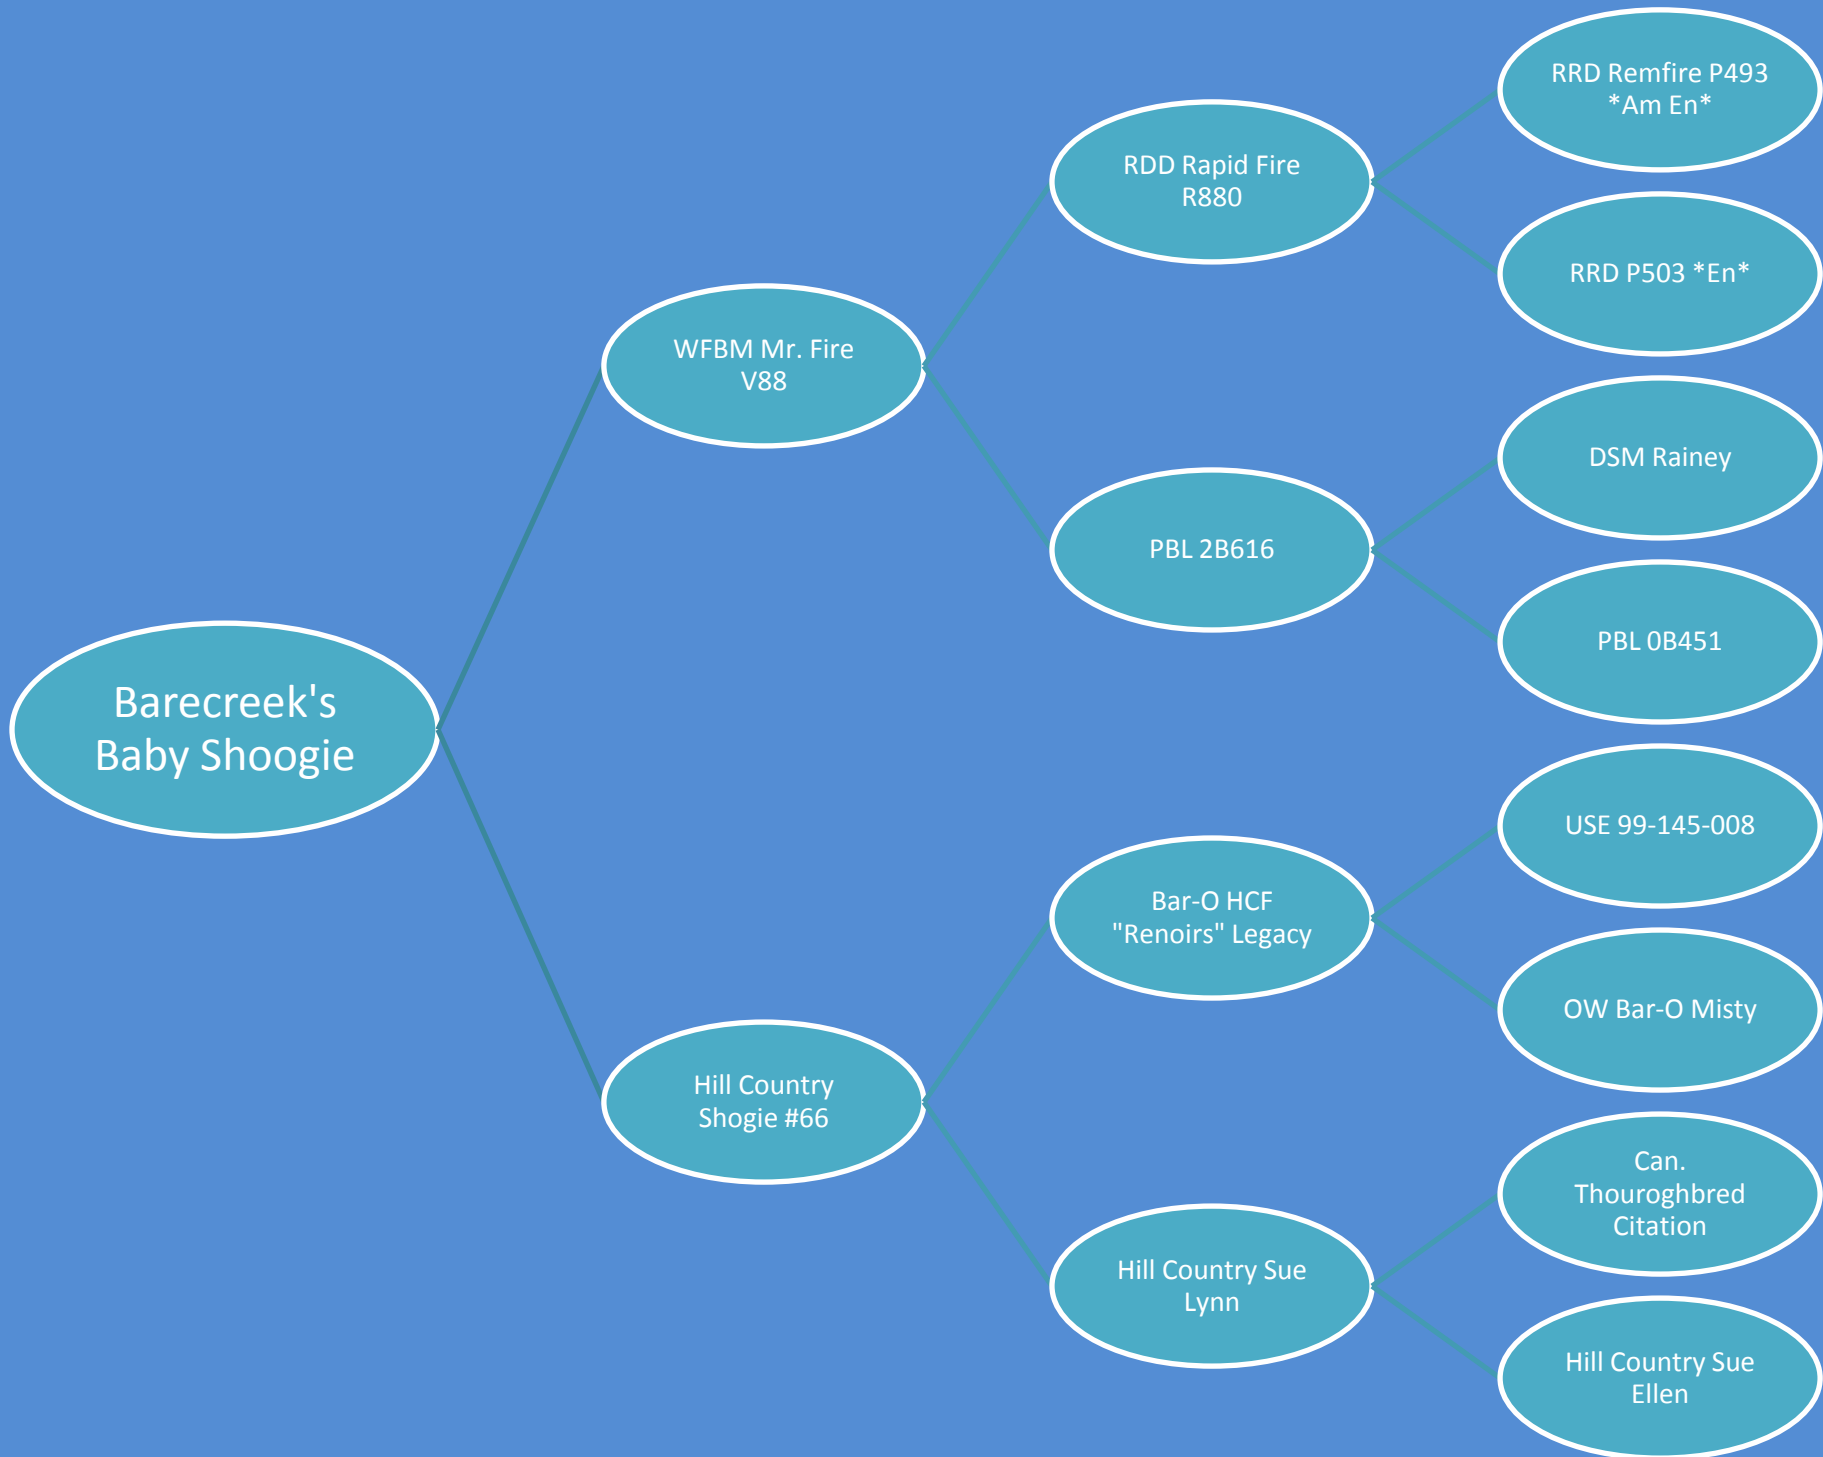 Barecreek's
Baby Shoogie
WFBM Mr. Fire
V88
RDD Rapid Fire
R880
RRD Remfire P493
*Am En*
RRD P503 *En*
PBL 2B616
DSM Rainey
PBL 0B451
Hill Country
Shogie #66
Bar-O HCF
"Renoirs" Legacy
USE 99-145-008
OW Bar-O Misty
Hill Country Sue
Lynn
Can.
Thouroghbred
Citation
Hill Country Sue
Ellen